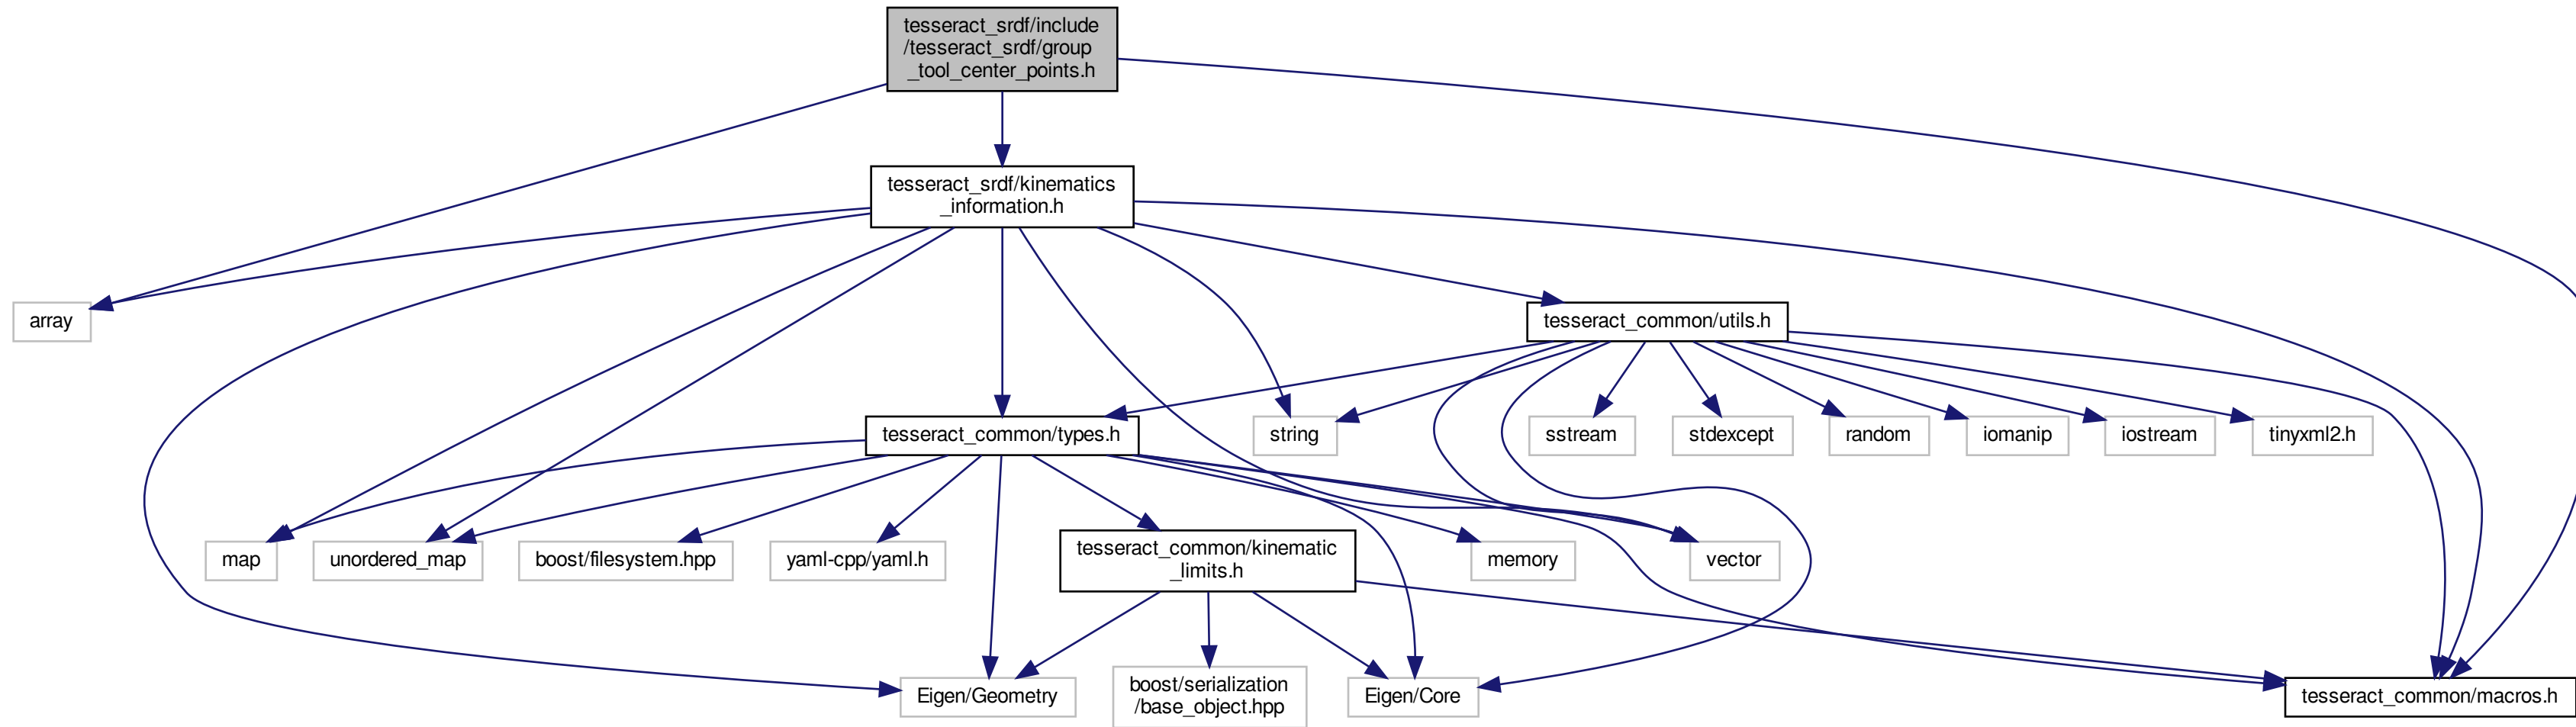 tesseract_srdf/include
/tesseract_srdf/group
_tool_center_points.h
tesseract_srdf/kinematics
_information.h
array
tesseract_common/utils.h
tesseract_common/types.h
string
sstream
stdexcept
random
iomanip
iostream
tinyxml2.h
map
unordered_map
boost/filesystem.hpp
yaml-cpp/yaml.h
tesseract_common/kinematic
_limits.h
memory
vector
Eigen/Geometry
boost/serialization
/base_object.hpp
Eigen/Core
tesseract_common/macros.h